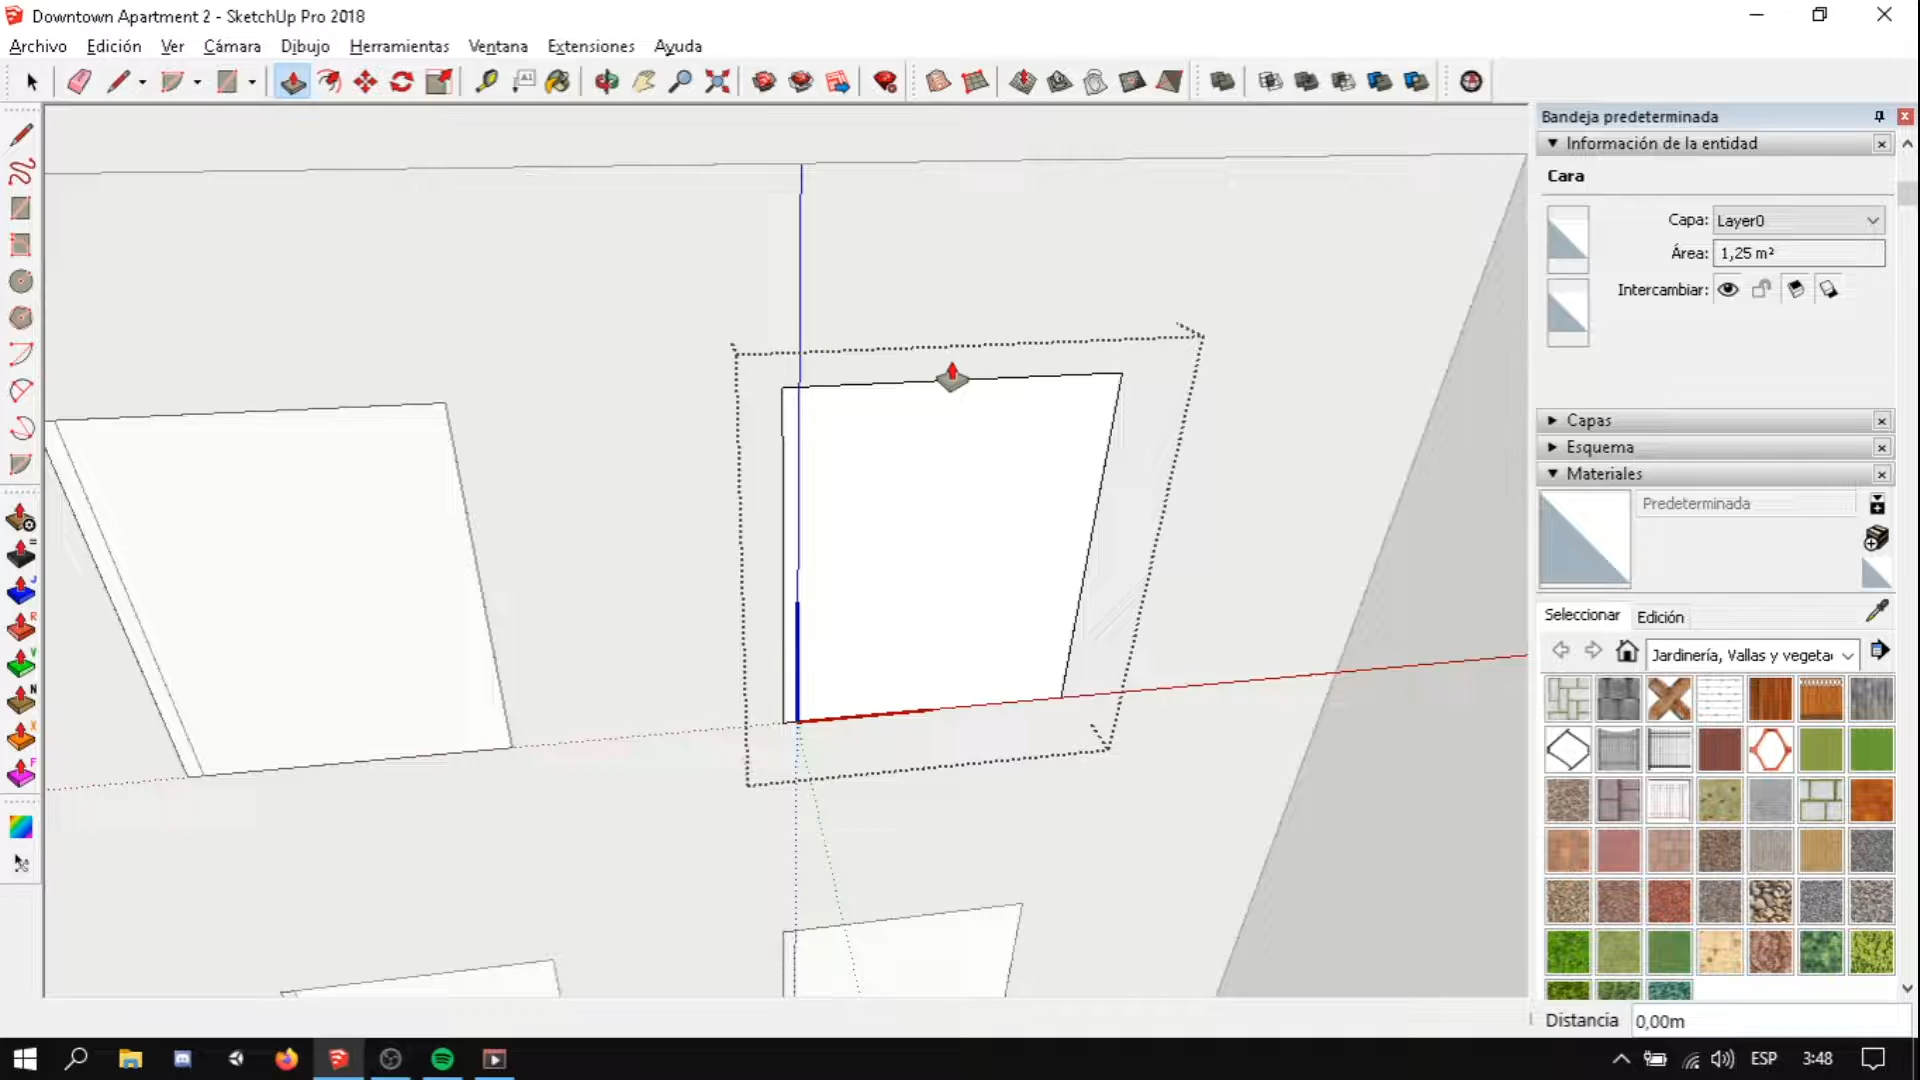 Downtown Apartment 2 - SketchUp Pro 2018
Archivo Edición Ver Cámara Dibujo Herramientas Ventana Extensiones Ayuda
A1
Bandeja predeterminada
Información de la entidad
Cara
Capa: Layer0
Área: 1,25 m²
Intercambiar:
Capas
Esquema
Materiales
Predeterminada
Seleccionar Edición
Jardinería, Vallas y vegeta
J
R
V
N
X
F
Distancia 0,00m
ESP 3:48